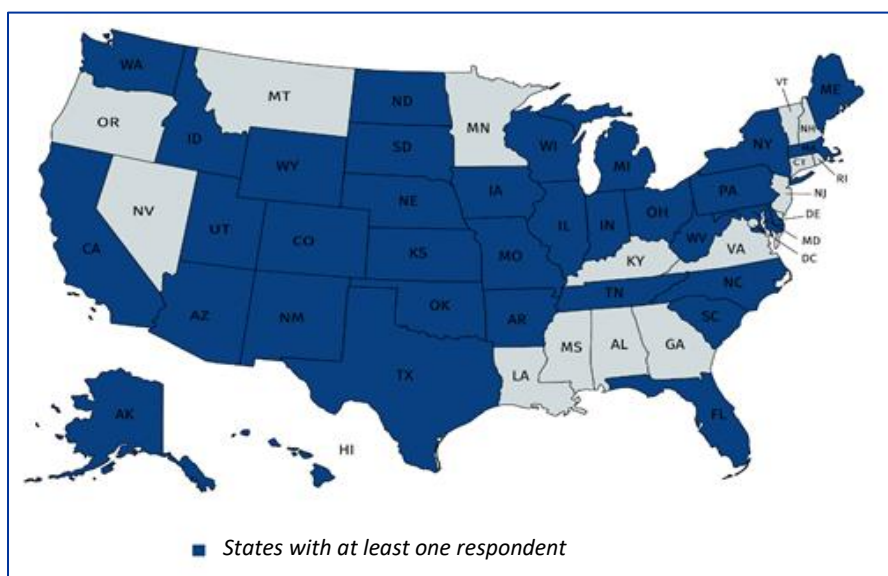 WA
ME
VT
MT
ND
MN
OR
NH
ID
SD
WI
NY
MA
WY
MI
CT
RI
IA
PA
NJ
NE
NV
OH
DE
IL
IN
UT
CO
WV
MD
CA
KS
MO
VA
DC
KY
NC
TN
OK
AZ
NM
AR
SC
MS
AL
GA
LA
TX
AK
FL
HI
States with at least one respondent